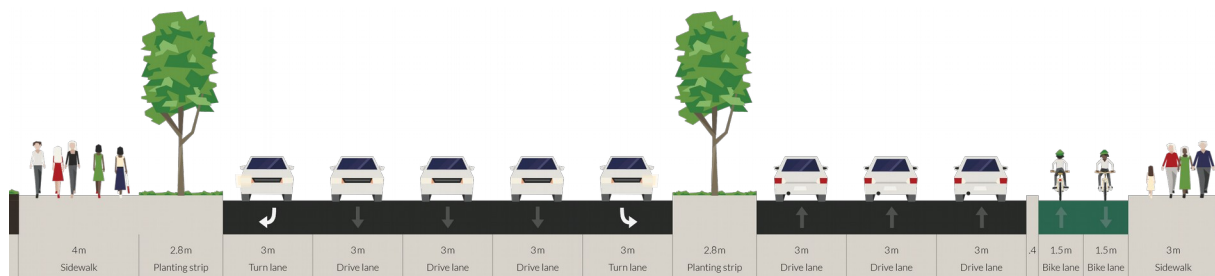 4m
Sidewalk
2.8m
Planting strip
3m
Turn lane
3m
Drive lane
3m
Drive lane
3m
Drive lane
3m
Turn lane
2.8m
Planting strip
3m
Drive lane
3m
Drive lane
3m
Drive lane
.4
1.5m
Bike lane
1.5m
Bike lane
3m
Sidewalk